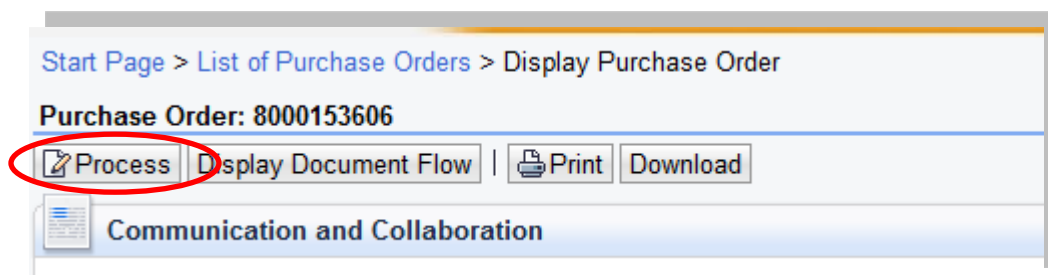 Start Page > List of Purchase Orders > Display Purchase Order
Purchase Order: 8000153606
Process Display Document Flow | Print Download
Communication and Collaboration